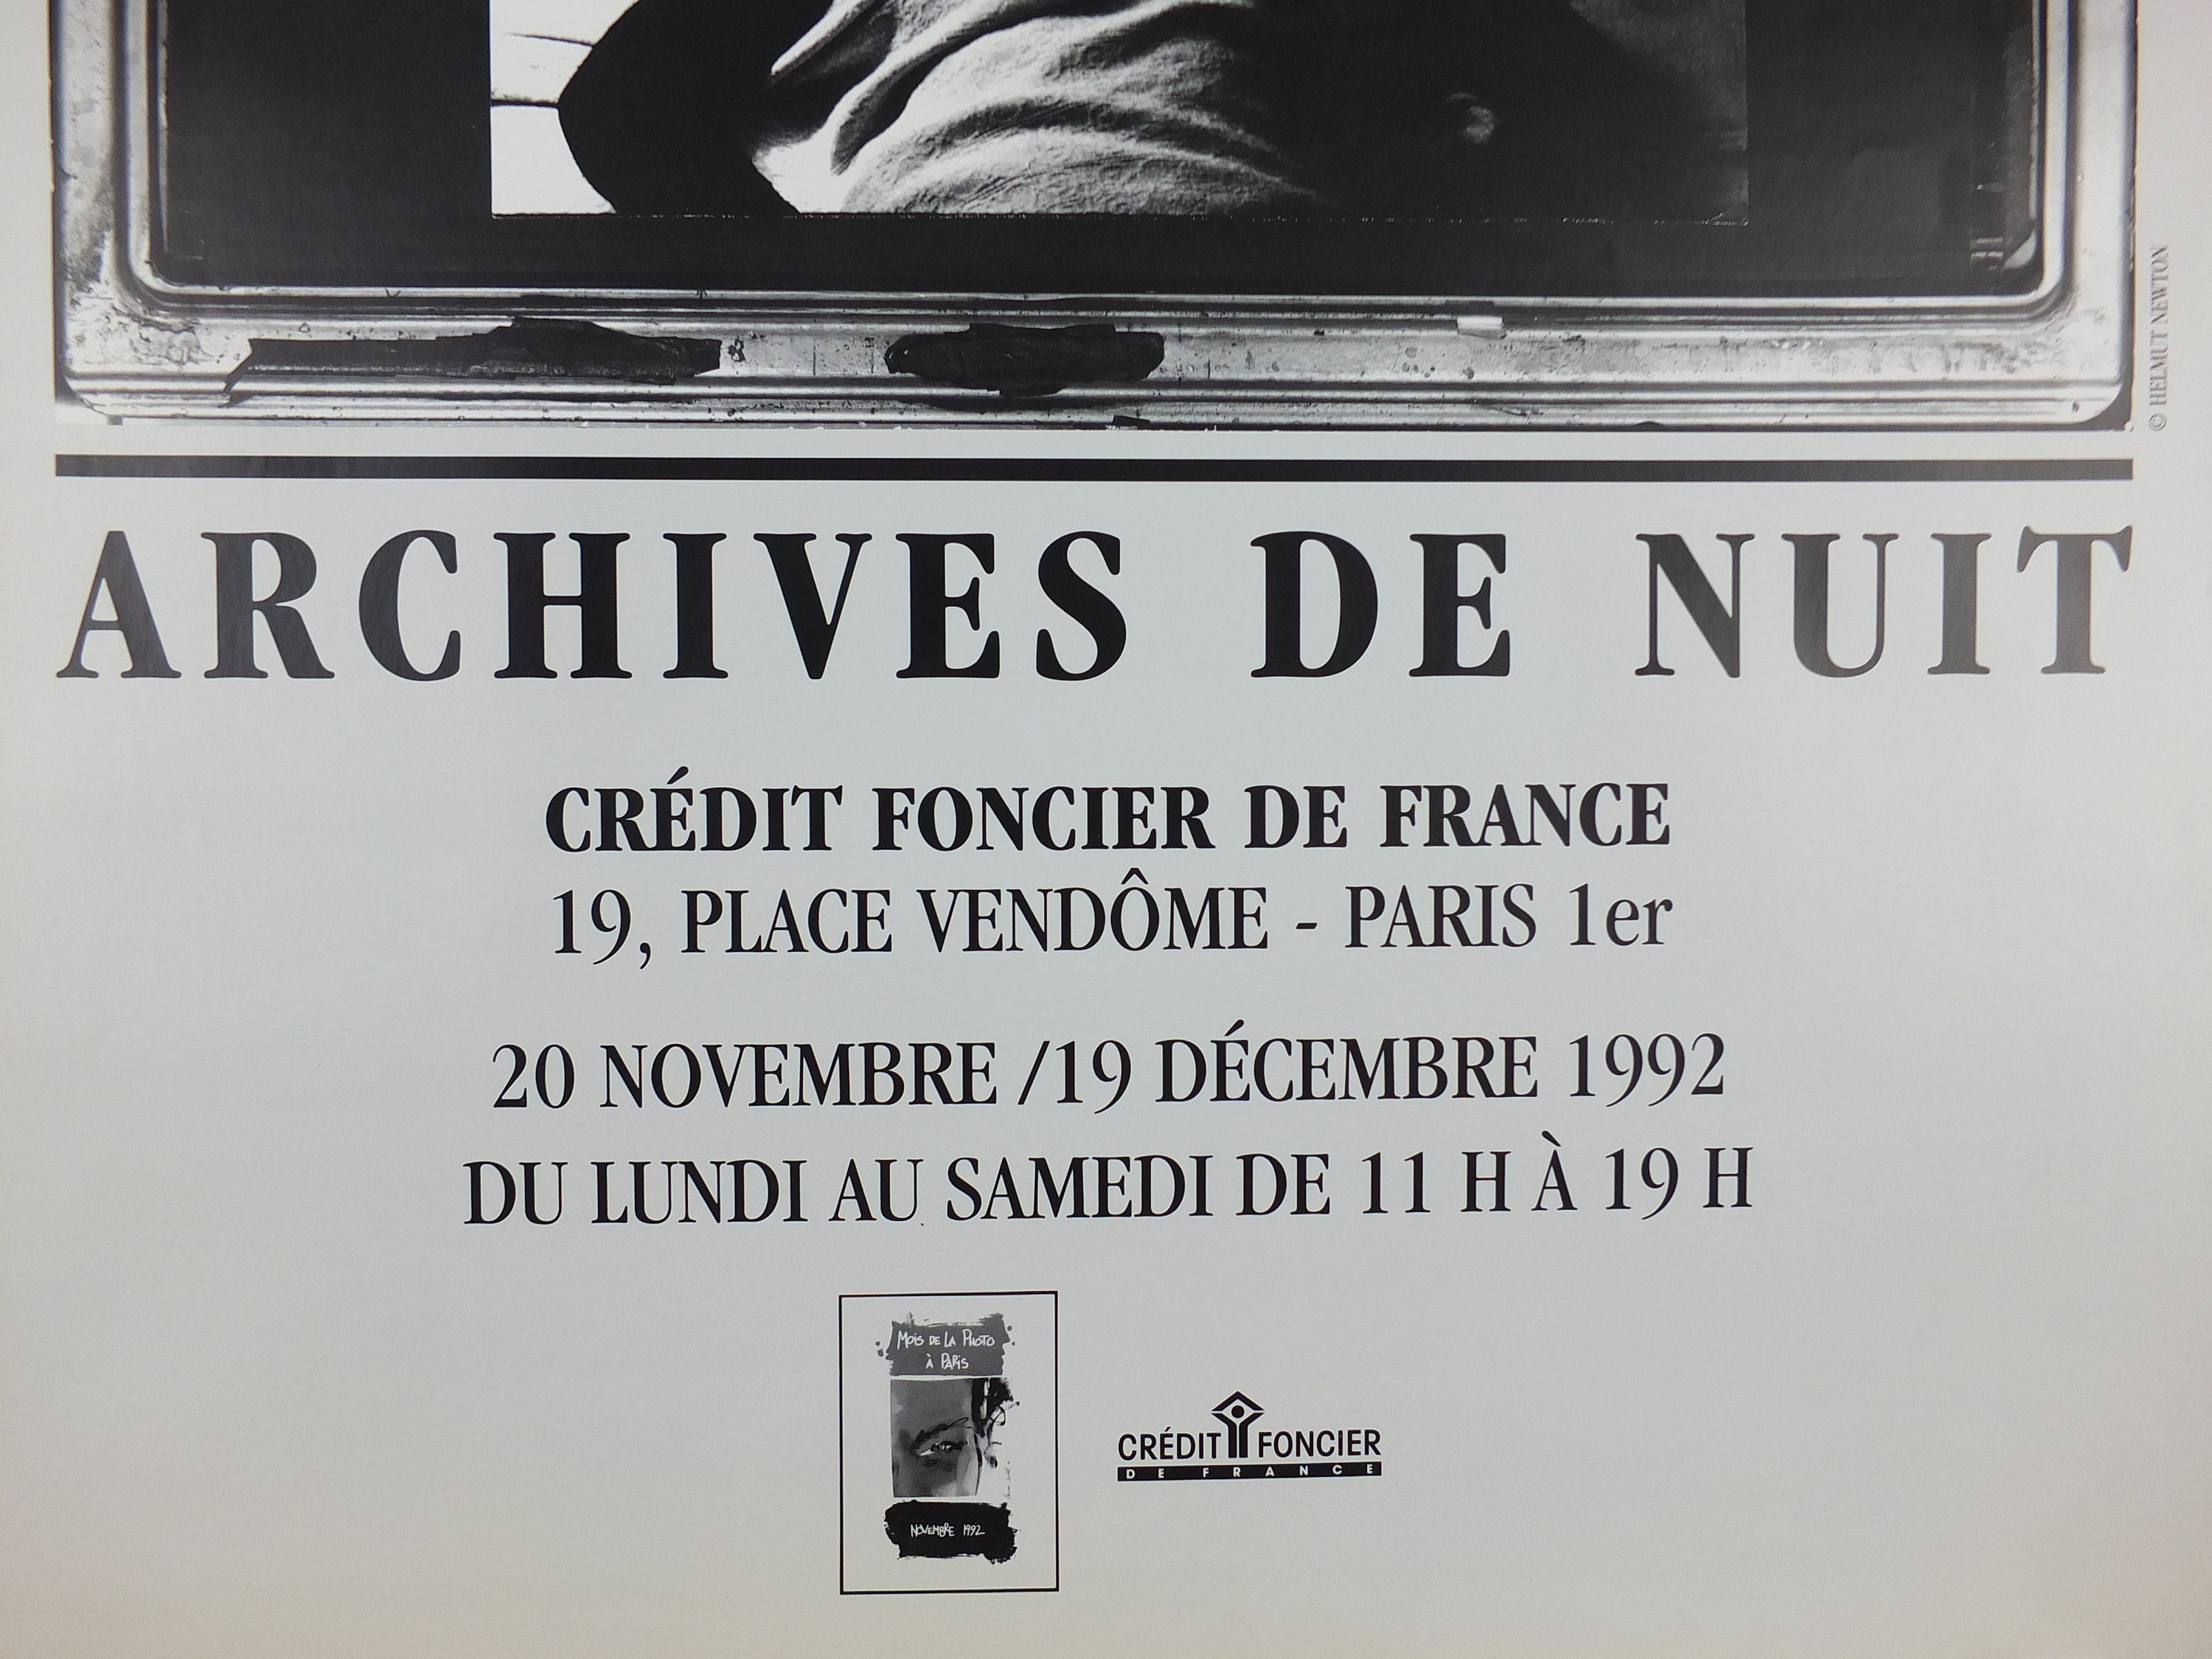 © HELMUT NEWTON
ARCHIVES DE NUIT
CRÉDIT FONCIER DE FRANCE
19, PLACE VENDÔME - PARIS 1er
20 NOVEMBRE /19 DÉCEMBRE 1992
DU LUNDI AU SAMEDI DE 11 H À 19 H
MOIS DE LA PHOTO
À PARIS
NOVEMBRE 1992
CRÉDIT FONCIER
DE FRANCE